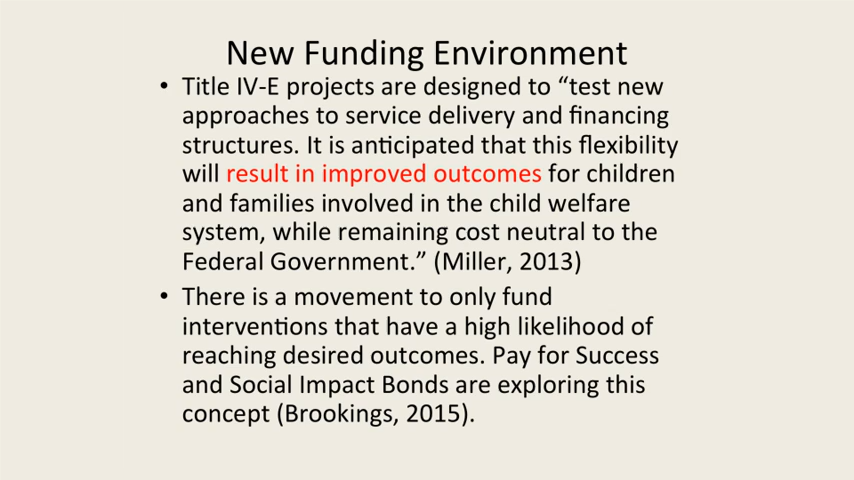 New Funding Environment
• Title IV-E projects are designed to “test new
approaches to service delivery and financing
structures. It is anticipated that this flexibility
will result in improved outcomes for children
and families involved in the child welfare
system, while remaining cost neutral to the
Federal Government.” (Miller, 2013)
• There is a movement to only fund
interventions that have a high likelihood of
reaching desired outcomes. Pay for Success
and Social Impact Bonds are exploring this
concept (Brookings, 2015).